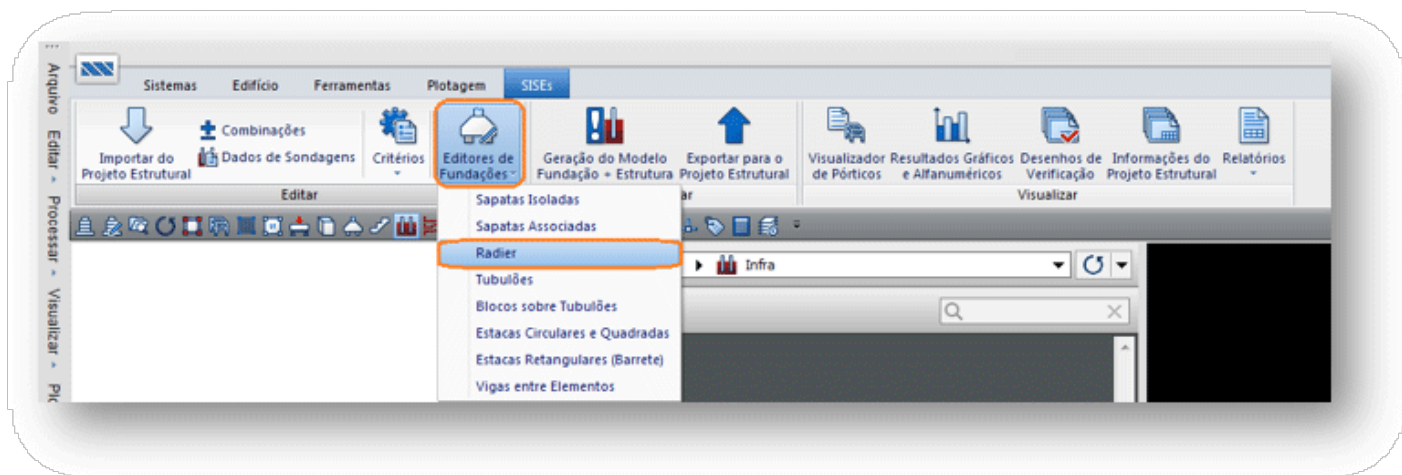 Arquivo Editar Processar Visualizar
Sistemas Edifício Ferramentas Plotagem SISEs
Importar do
Projeto Estrutural
Combinações
Dados de Sondagens
Critérios
Editores de
Fundações
Geração do Modelo
Fundação + Estrutura
Exportar para o
Projeto Estrutural
Visualizador
de Pórticos
Resultados Gráficos
e Alfanuméricos
Desenhos de
Verificação
Informações do
Projeto Estrutural
Relatórios
Editar
Visualizar
Sapatas Isoladas
Sapatas Associadas
Radier
Tubulões
Blocos sobre Tubulões
Estacas Circulares e Quadradas
Estacas Retangulares (Barrete)
Vigas entre Elementos
Infra